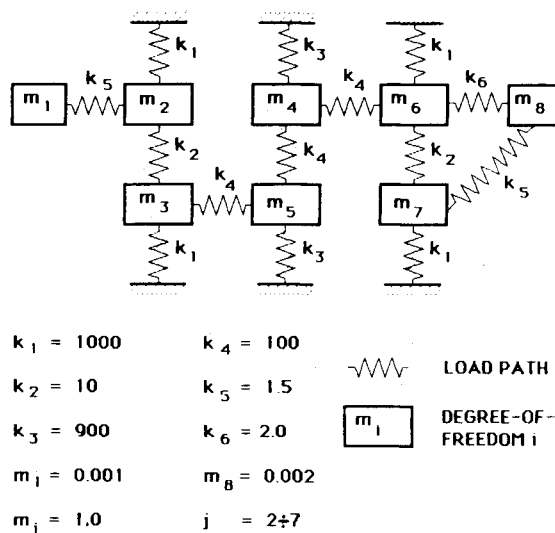 k1 k3 k1
k5 k4 k6
m1 m2 m4 m6 m8
k2 k4 k2
k4 k5
m3 m5 m7
k1 k3 k1
k1 = 1000 k4 = 100
k2 = 10 k5 = 1.5
k3 = 900 k6 = 2.0
m1 = 0.001 m8 = 0.002
mj = 1.0 j = 2÷7
LOAD PATH
mi DEGREE-OF-
FREEDOM i